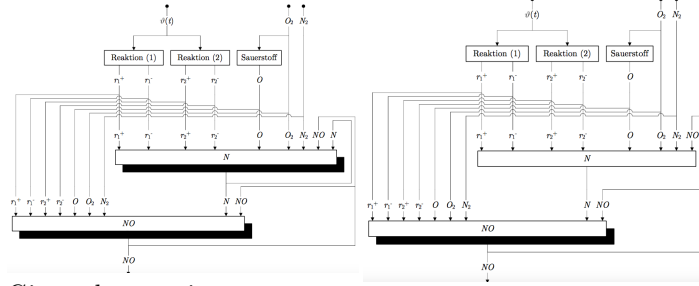 ϑ(t) O₂ N₂
Reaktion (1) Reaktion (2) Sauerstoff
r₁⁺ r₁⁻ r₂⁺ r₂⁻ O
r₁⁺ r₁⁻ r₂⁺ r₂⁻ O O₂ N₂ NO N
N
r₁⁺ r₁⁻ r₂⁺ r₂⁻ O O₂ N₂ N NO
NO
NO
ϑ(t) O₂ N₂
Reaktion (1) Reaktion (2) Sauerstoff
r₁⁺ r₁⁻ r₂⁺ r₂⁻ O
r₁⁺ r₁⁻ r₂⁺ r₂⁻ O O₂ N₂ NO
N
r₁⁺ r₁⁻ r₂⁺ r₂⁻ O O₂ N₂ N NO
NO
NO